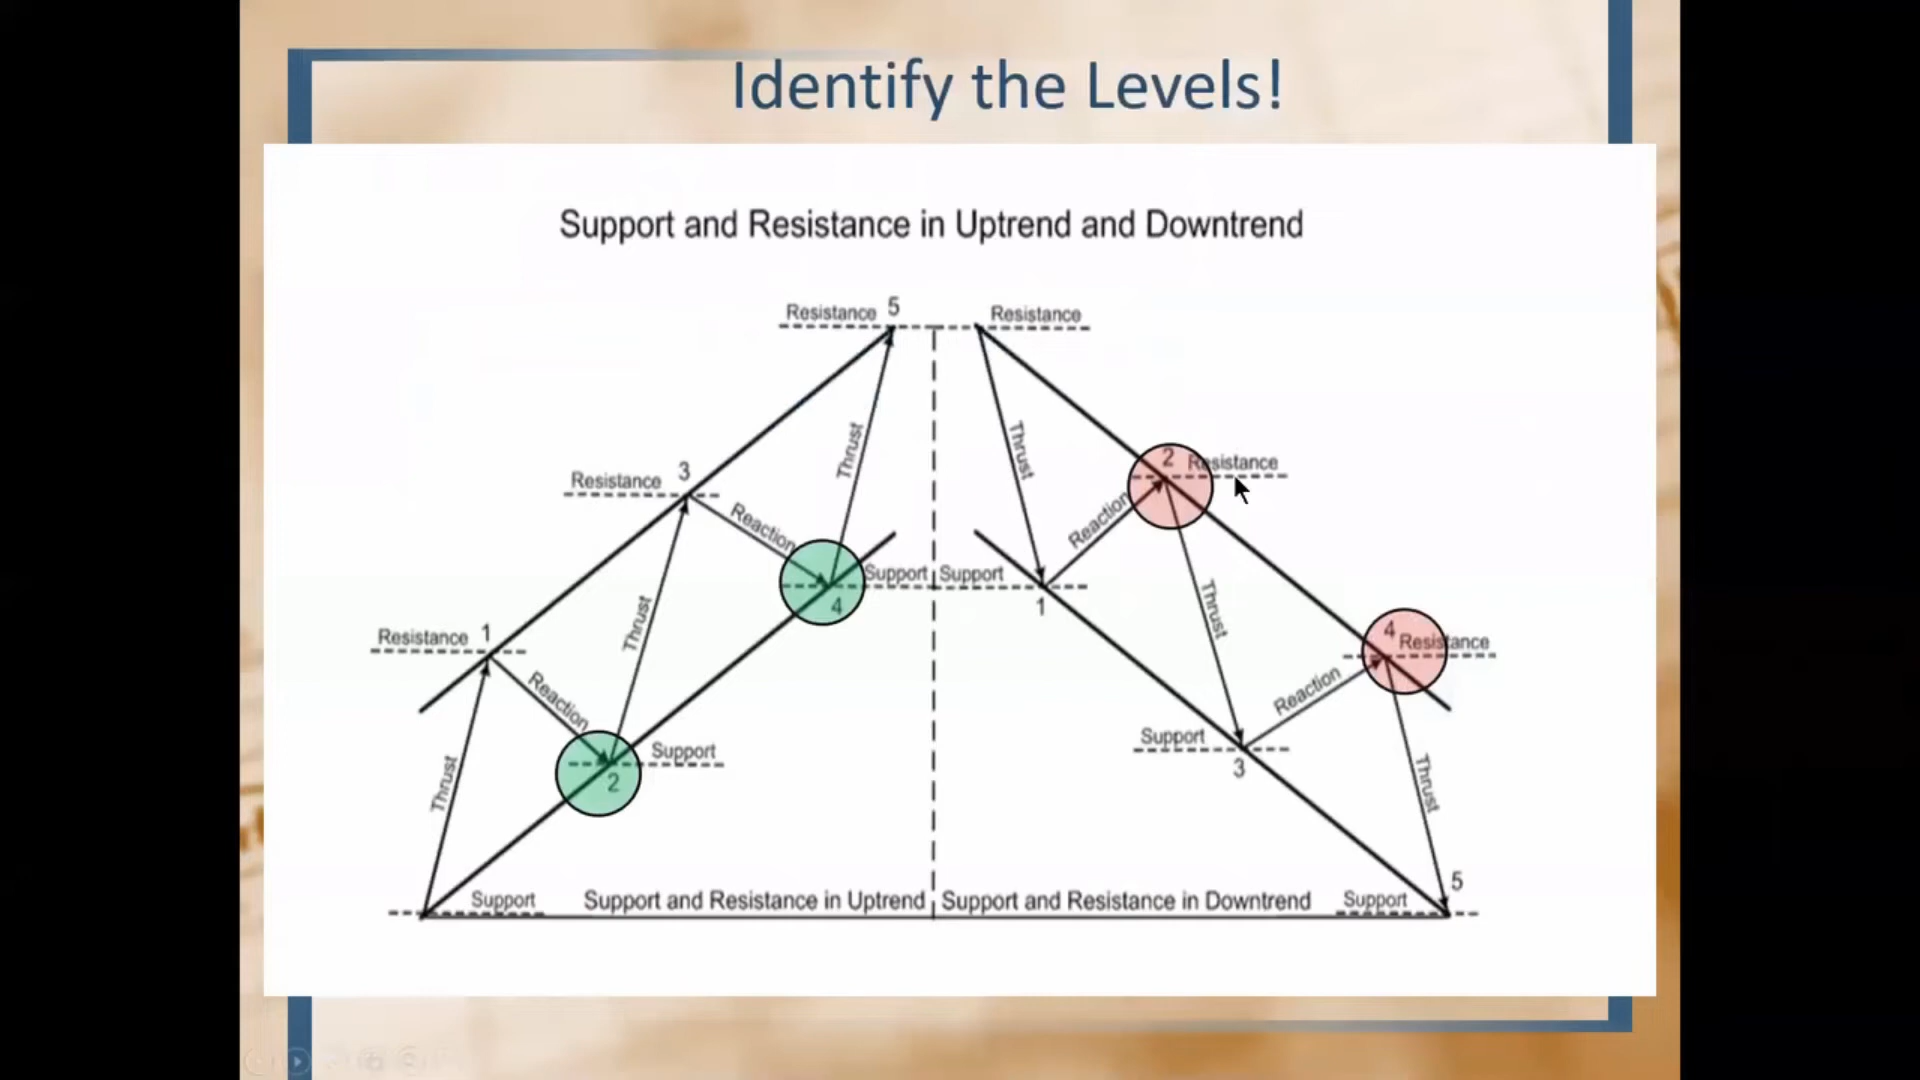 Identify the Levels!
Support and Resistance in Uptrend and Downtrend
Resistance 5
Resistance
Thrust
Thrust
Resistance 3
2 Resistance
Reaction
Reaction
Support
Support
4
1
Thrust
Thrust
Resistance 1
4 Resistance
Reaction
Reaction
Support
2
Support
3
Thrust
Thrust
5
Support
Support and Resistance in Uptrend
Support and Resistance in Downtrend
Support